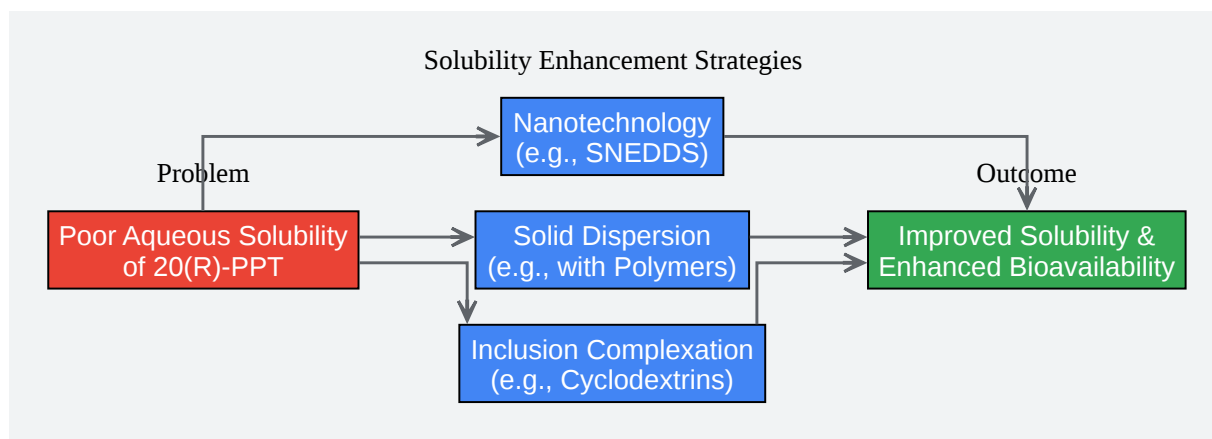 Solubility Enhancement Strategies
Nanotechnology
(e.g., SNEDDS)
Problem
Outcome
Poor Aqueous Solubility
of 20(R)-PPT
Solid Dispersion
(e.g., with Polymers)
Improved Solubility &
Enhanced Bioavailability
Inclusion Complexation
(e.g., Cyclodextrins)